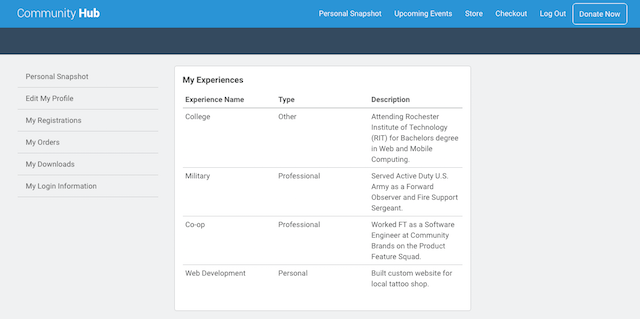 Community Hub
Personal Snapshot
Upcoming Events
Store
Checkout
Log Out
Donate Now
Personal Snapshot
Edit My Profile
My Registrations
My Orders
My Downloads
My Login Information
My Experiences
Experience Name Type Description
College Other Attending Rochester
Institute of Technology
(RIT) for Bachelors degree
in Web and Mobile
Computing.
Military Professional Served Active Duty U.S.
Army as a Forward
Observer and Fire Support
Sergeant.
Co-op Professional Worked FT as a Software
Engineer at Community
Brands on the Product
Feature Squad.
Web Development Personal Built custom website for
local tattoo shop.